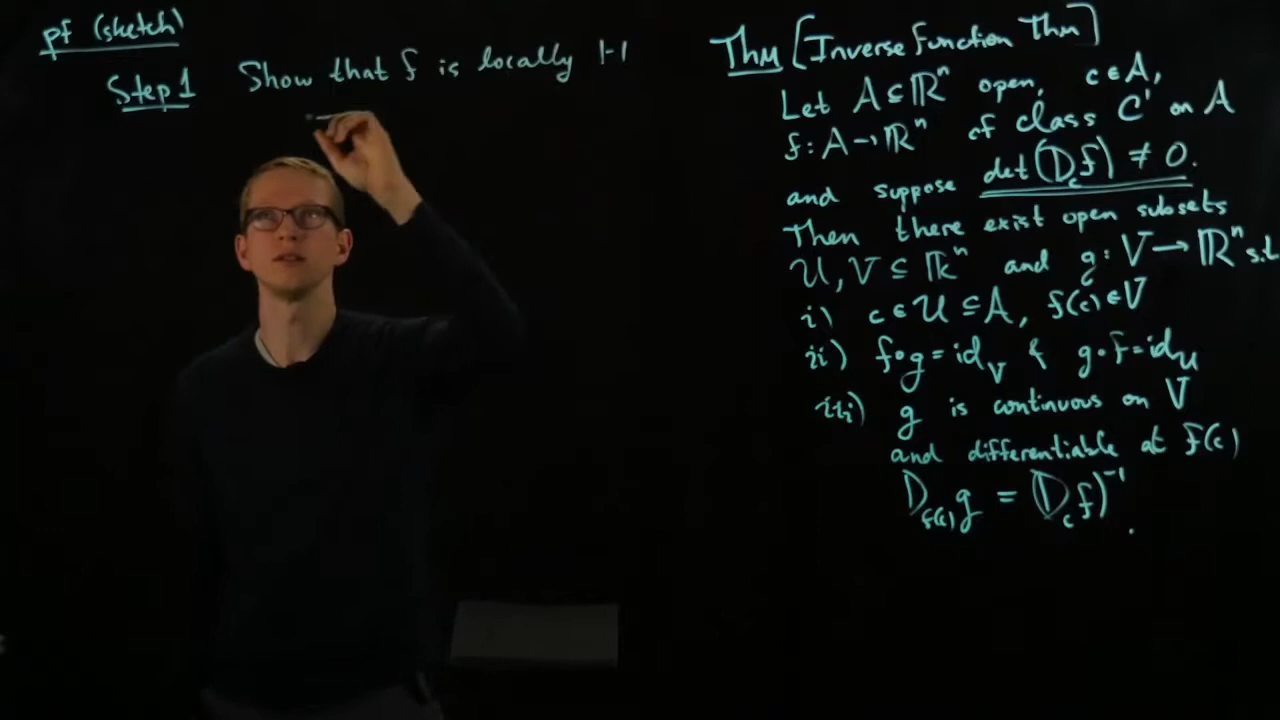 pf (sketch)
Step 1 Show that f is locally 1-1
Thm [Inverse Function Thm]
Let A ⊆ ℝⁿ open, c ∈ A,
f : A → ℝⁿ of class C¹ on A
and suppose det(D_c f) ≠ 0.
Then there exist open subsets
U, V ⊆ ℝⁿ and g : V → ℝⁿ s.t.
i) c ∈ U ⊆ A, f(c) ∈ V
ii) f∘g = id_V & g∘f = id_U
iii) g is continuous on V
and differentiable at f(c)
D_f(c) g = (D_c f)⁻¹.